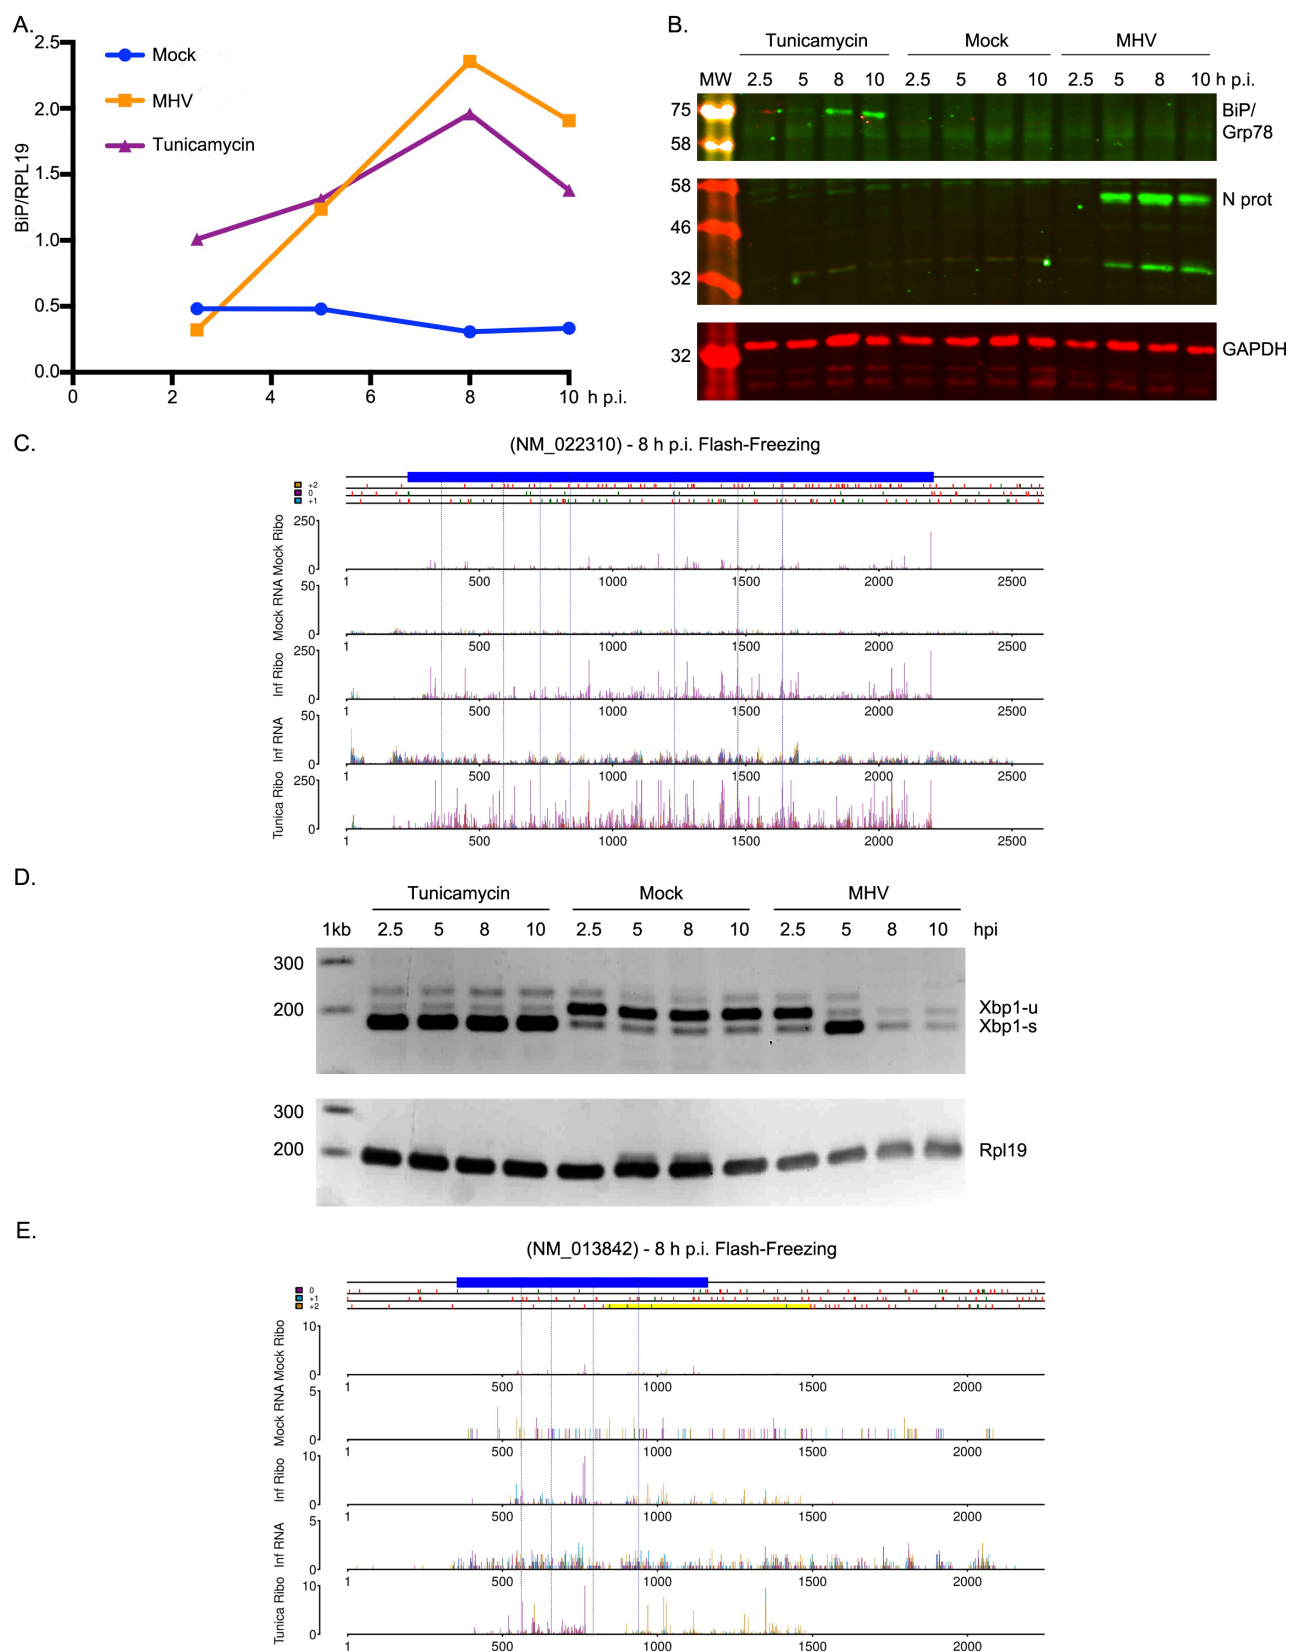 A.
2.5
2.0
1.5
1.0
0.5
0.0
BiP/RPL19
Mock
MHV
Tunicamycin
0 2 4 6 8 10 h p.i.
B.
Tunicamycin Mock MHV
MW 2.5 5 8 10 2.5 5 8 10 2.5 5 8 10 h p.i.
75
58
BiP/
Grp78
58
46
32
N prot
32
GAPDH
C.
(NM_022310) - 8 h p.i. Flash-Freezing
+2
0
+1
Mock Ribo
250
0
1 500 1000 1500 2000 2500
Mock RNA
50
0
1 500 1000 1500 2000 2500
Inf Ribo
250
0
1 500 1000 1500 2000 2500
Inf RNA
50
0
1 500 1000 1500 2000 2500
Tunica Ribo
250
0
1 500 1000 1500 2000 2500
D.
Tunicamycin Mock MHV
1kb 2.5 5 8 10 2.5 5 8 10 2.5 5 8 10 hpi
300
200
Xbp1-u
Xbp1-s
300
200
Rpl19
E.
(NM_013842) - 8 h p.i. Flash-Freezing
0
+1
+2
Mock Ribo
10
0
1 500 1000 1500 2000
Mock RNA
5
0
1 500 1000 1500 2000
Inf Ribo
10
0
1 500 1000 1500 2000
Inf RNA
5
0
1 500 1000 1500 2000
Tunica Ribo
10
0
1 500 1000 1500 2000